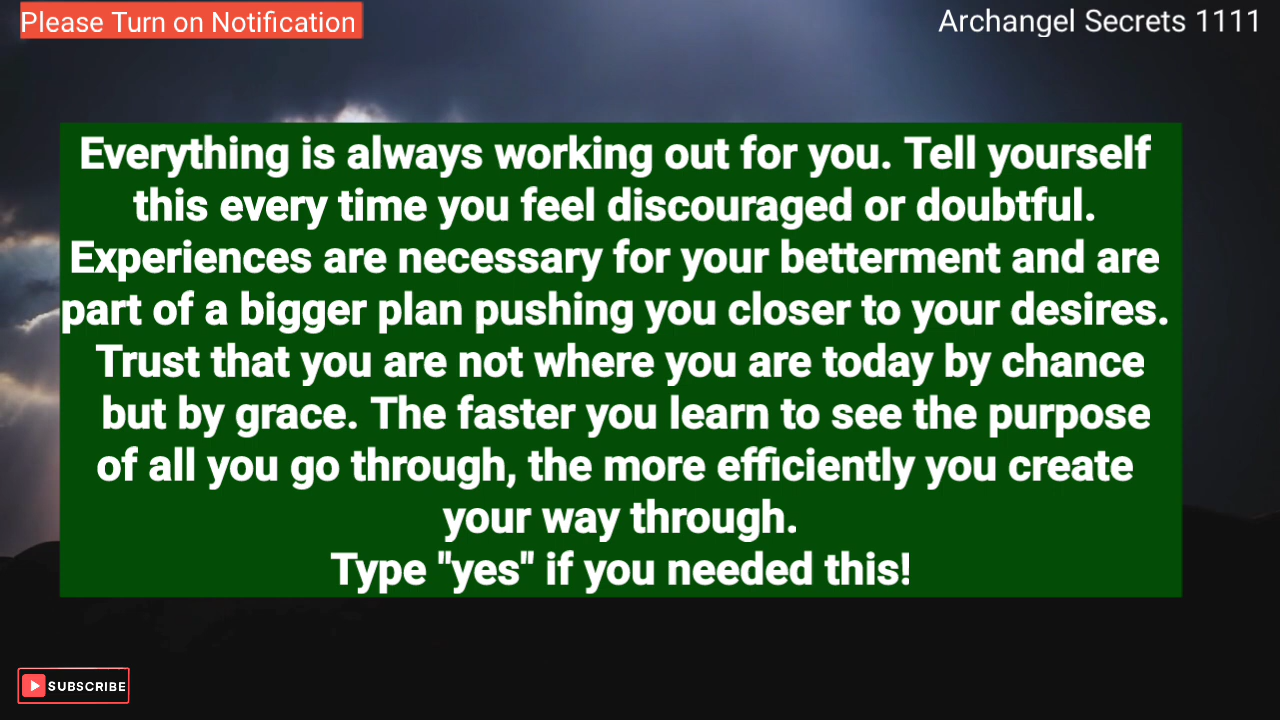 Please Turn on Notification
Archangel Secrets 1111
Everything is always working out for you. Tell yourself
this every time you feel discouraged or doubtful.
Experiences are necessary for your betterment and are
part of a bigger plan pushing you closer to your desires.
Trust that you are not where you are today by chance
but by grace. The faster you learn to see the purpose
of all you go through, the more efficiently you create
your way through.
Type "yes" if you needed this!
SUBSCRIBE